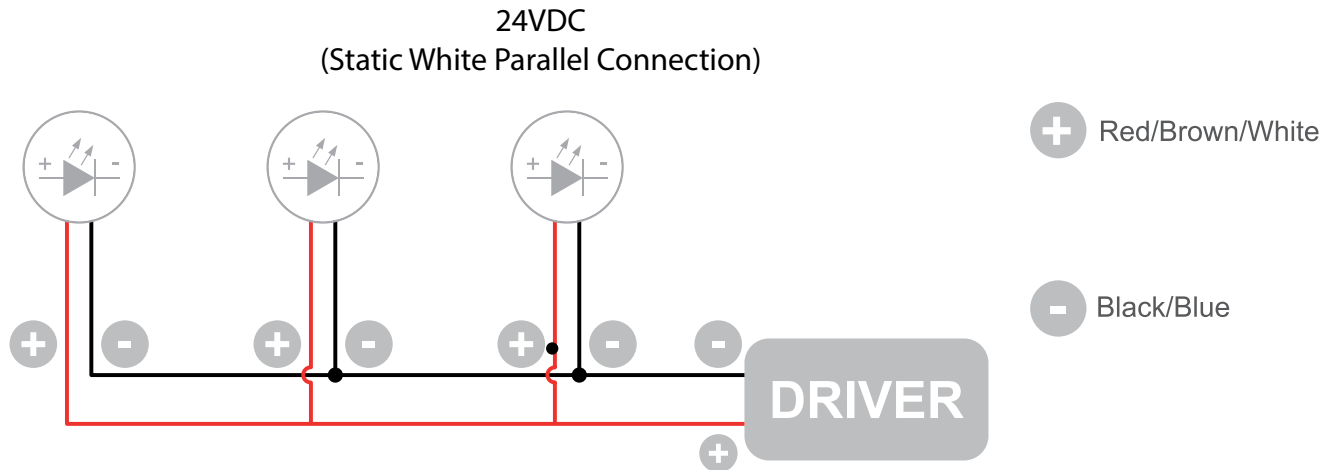 24VDC
(Static White Parallel Connection)
+ -
+ -
+ -
+ Red/Brown/White
- Black/Blue
+ -
+ -
+ -
-
DRIVER
+